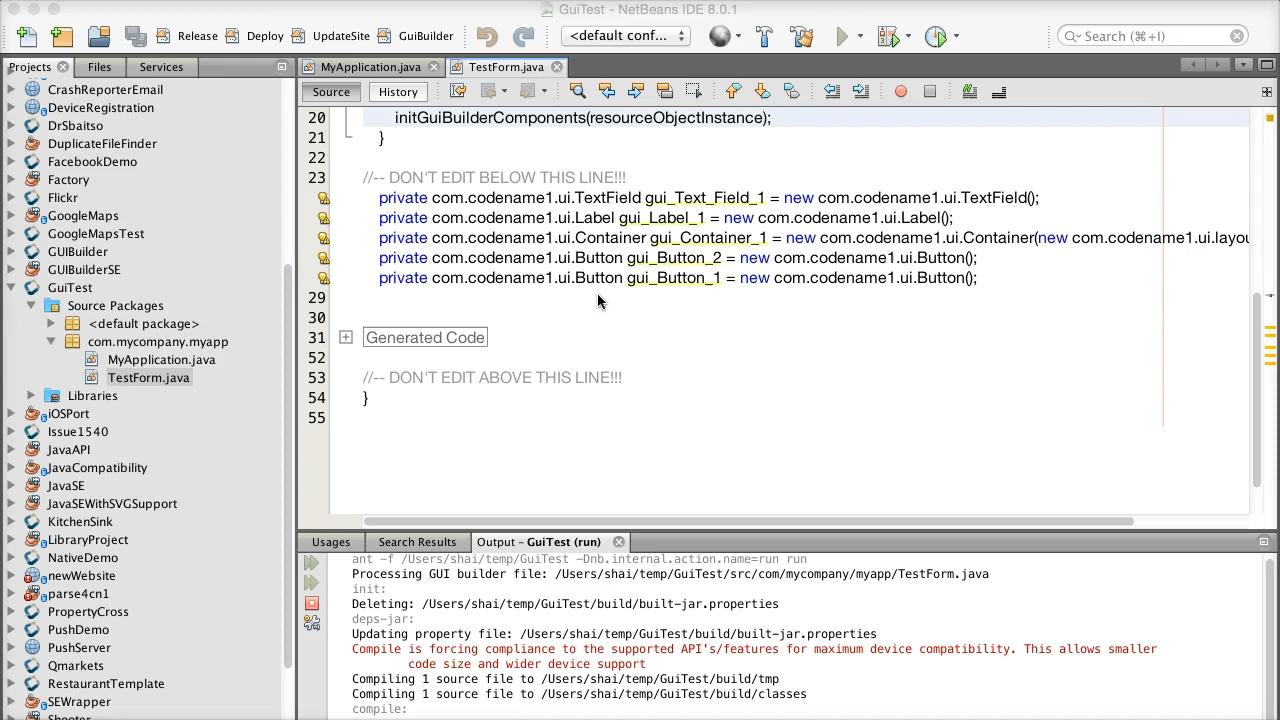 GuiTest - NetBeans IDE 8.0.1
Release Deploy UpdateSite GuiBuilder <default conf... Search (⌘+I)
Projects Files Services
MyApplication.java TestForm.java
Source History
CrashReporterEmail
DeviceRegistration
DrSbaitso
DuplicateFileFinder
FacebookDemo
Factory
Flickr
GoogleMaps
GoogleMapsTest
GUIBuilder
GUIBuilderSE
GuiTest
Source Packages
<default package>
com.mycompany.myapp
MyApplication.java
TestForm.java
Libraries
iOSPort
Issue1540
JavaAPI
JavaCompatibility
JavaSE
JavaSEWithSVGSupport
KitchenSink
LibraryProject
NativeDemo
newWebsite
parse4cn1
PropertyCross
PushDemo
PushServer
Qmarkets
RestaurantTemplate
SEWrapper
Shooter
20 initGuiBuilderComponents(resourceObjectInstance);
21 }
22
23 //-- DON'T EDIT BELOW THIS LINE!!!
private com.codename1.ui.TextField gui_Text_Field_1 = new com.codename1.ui.TextField();
private com.codename1.ui.Label gui_Label_1 = new com.codename1.ui.Label();
private com.codename1.ui.Container gui_Container_1 = new com.codename1.ui.Container(new com.codename1.ui.layou
private com.codename1.ui.Button gui_Button_2 = new com.codename1.ui.Button();
private com.codename1.ui.Button gui_Button_1 = new com.codename1.ui.Button();
29
30
31 Generated Code
52
53 //-- DON'T EDIT ABOVE THIS LINE!!!
54 }
55
Usages Search Results Output - GuiTest (run)
ant -f /Users/shai/temp/GuiTest -Dnb.internal.action.name=run run
Processing GUI builder file: /Users/shai/temp/GuiTest/src/com/mycompany/myapp/TestForm.java
init:
Deleting: /Users/shai/temp/GuiTest/build/built-jar.properties
deps-jar:
Updating property file: /Users/shai/temp/GuiTest/build/built-jar.properties
Compile is forcing compliance to the supported API's/features for maximum device compatibility. This allows smaller
code size and wider device support
Compiling 1 source file to /Users/shai/temp/GuiTest/build/tmp
Compiling 1 source file to /Users/shai/temp/GuiTest/build/classes
compile: